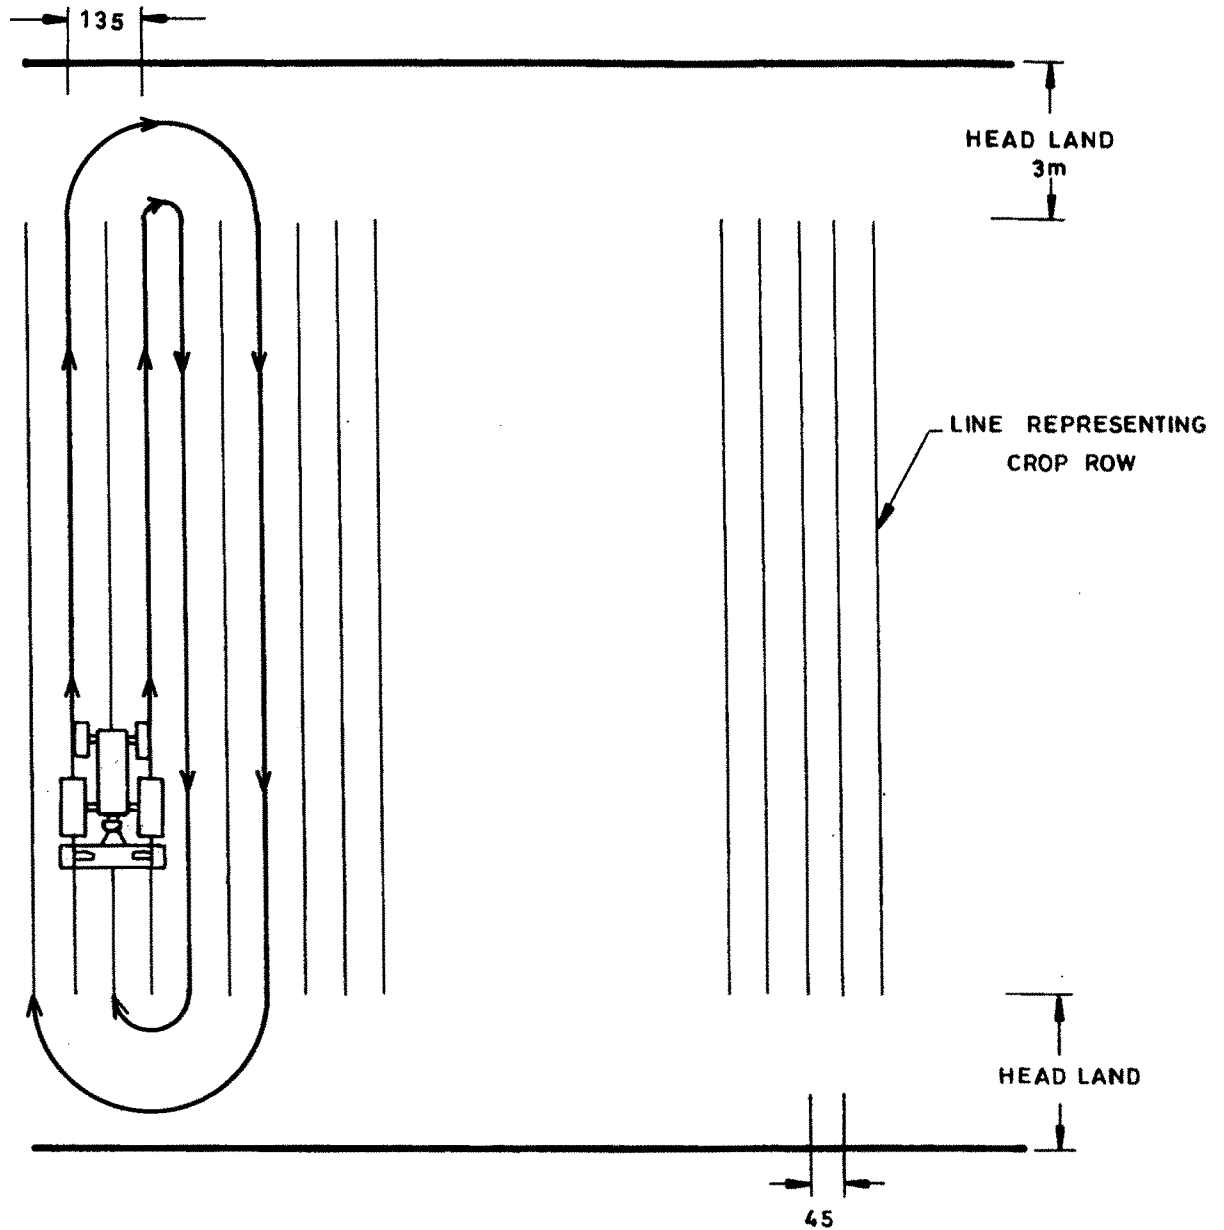 135
HEAD LAND
3m
LINE REPRESENTING
CROP ROW
HEAD LAND
45